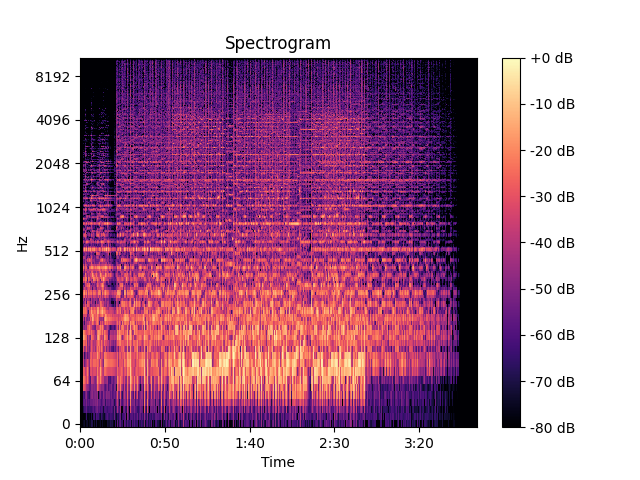 Spectrogram
Hz
8192
4096
2048
1024
512
256
128
64
0
0:00 0:50 1:40 2:30 3:20
Time
+0 dB
-10 dB
-20 dB
-30 dB
-40 dB
-50 dB
-60 dB
-70 dB
-80 dB